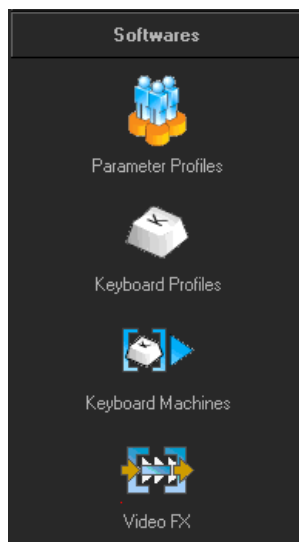 Softwares
Parameter Profiles
K
Keyboard Profiles
K
Keyboard Machines
Video FX